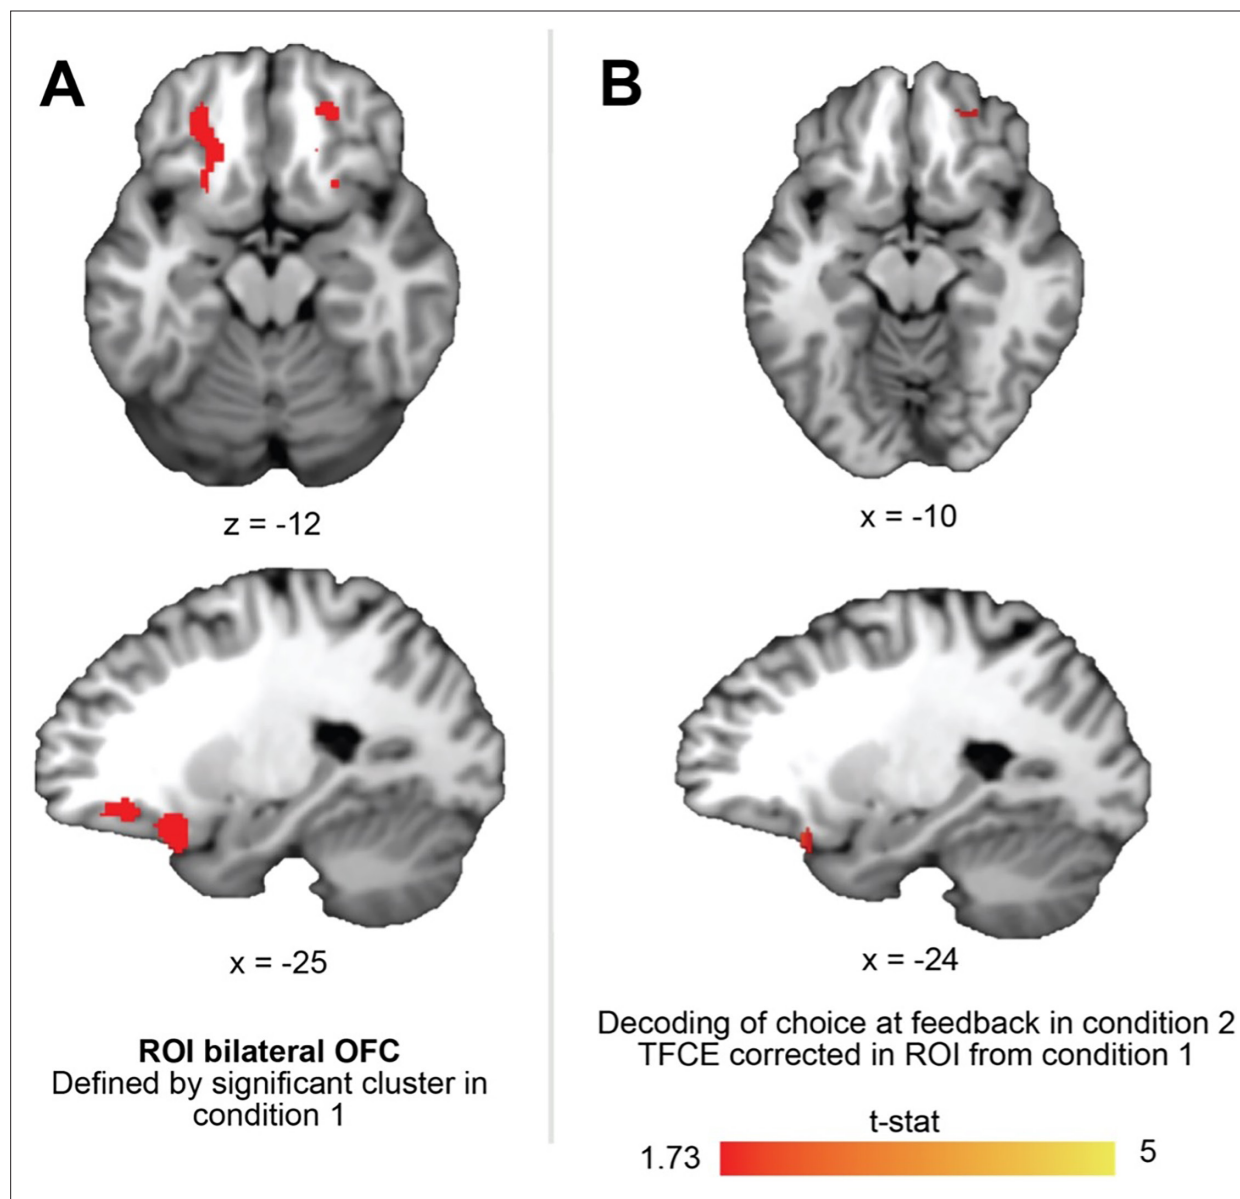 A
z = -12
x = -25
ROI bilateral OFC
Defined by significant cluster in
condition 1
B
x = -10
x = -24
Decoding of choice at feedback in condition 2
TFCE corrected in ROI from condition 1
t-stat
1.73
5